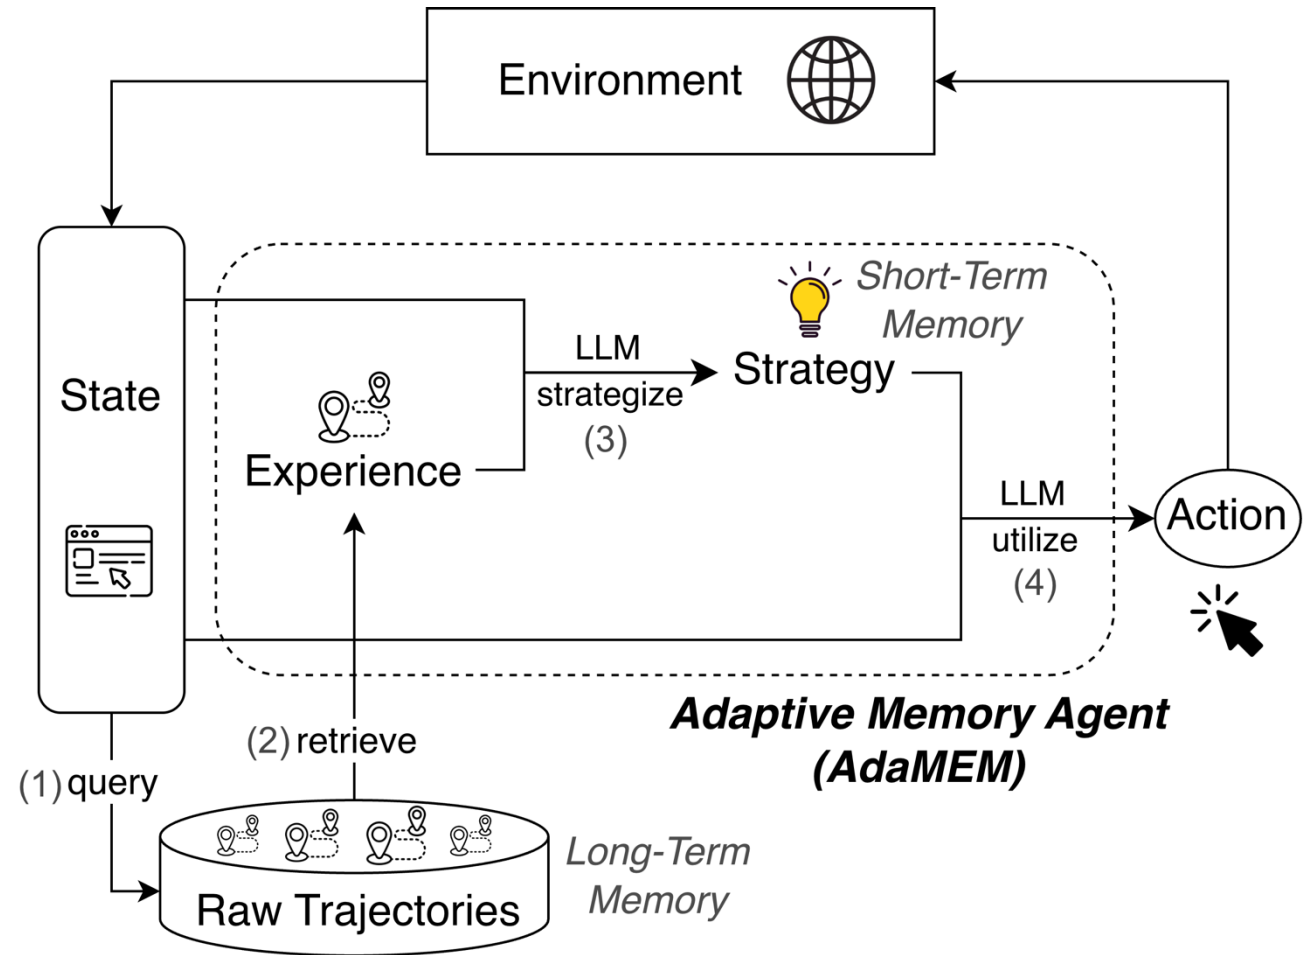 Environment
State
Short-Term
Memory
LLM
strategize
(3)
Strategy
Experience
LLM
utilize
(4)
Action
Adaptive Memory Agent
(AdaMEM)
(2) retrieve
(1) query
Long-Term
Memory
Raw Trajectories